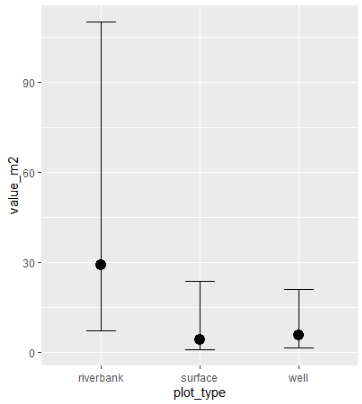 90
60
30
0
value_m2
riverbank surface well
plot_type